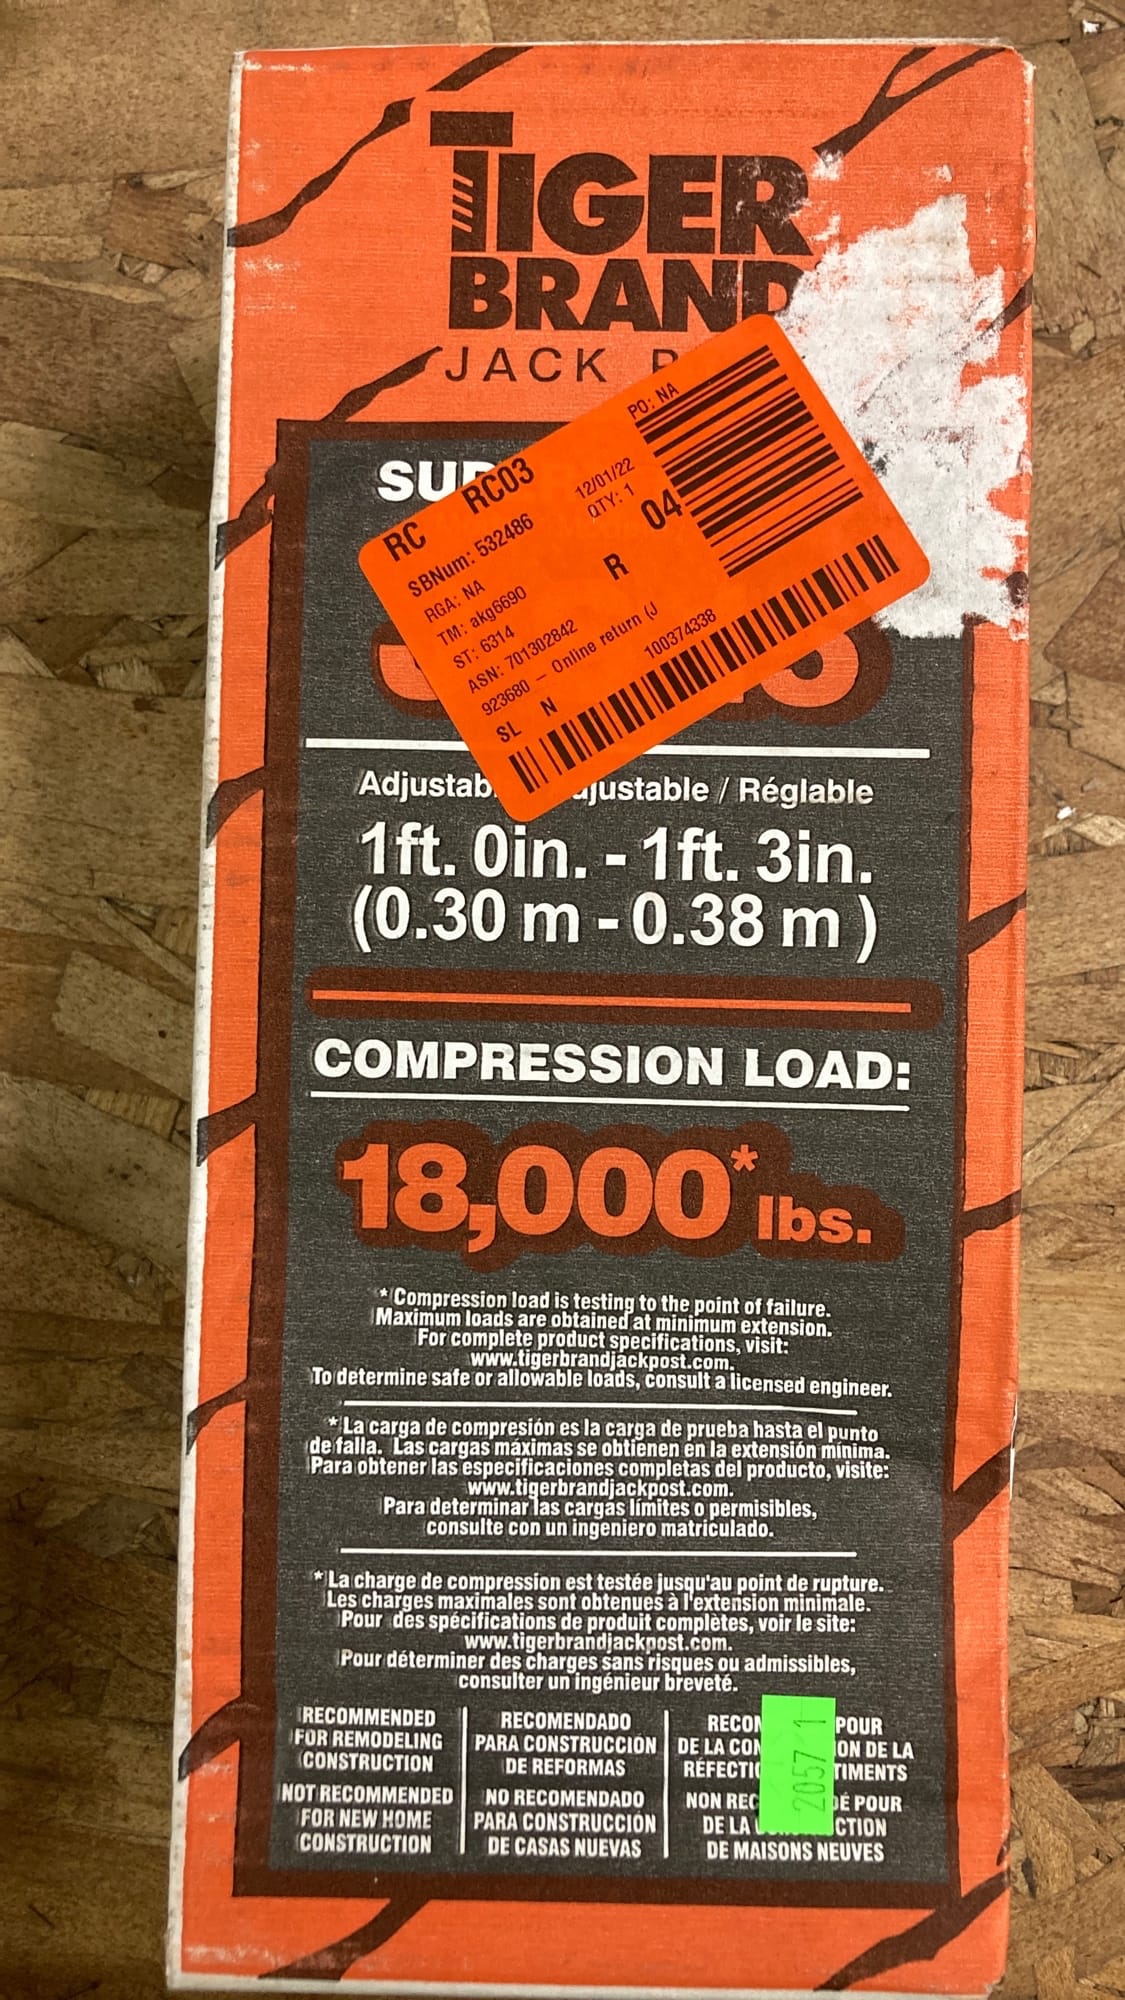 TIGER
BRAND
JACK
RC RC03
SBNum: 532486
RGA: NA
TM: akg6690
ST: 6314
ASN: 701302842
923680 – Online return (J
SL N
PO: NA
12/01/22
QTY: 1
R 04
100374338
/ Réglable
1ft. 0in. - 1ft. 3in.
(0.30 m - 0.38 m )
COMPRESSION LOAD:
18,000* lbs.
* Compression load is testing to the point of failure.
Maximum loads are obtained at minimum extension.
For complete product specifications, visit:
www.tigerbrandjackpost.com.
To determine safe or allowable loads, consult a licensed engineer.
* La carga de compresión es la carga de prueba hasta el punto
de falla. Las cargas máximas se obtienen en la extensión mínima.
Para obtener las especificaciones completas del producto, visite:
www.tigerbrandjackpost.com.
Para determinar las cargas límites o permisibles,
consulte con un ingeniero matriculado.
* La charge de compression est testée jusqu'au point de rupture.
Les charges maximales sont obtenues à l'extension minimale.
Pour des spécifications de produit complètes, voir le site:
www.tigerbrandjackpost.com.
Pour déterminer des charges sans risques ou admissibles,
consulter un ingénieur breveté.
RECOMMENDED
FOR REMODELING
CONSTRUCTION
NOT RECOMMENDED
FOR NEW HOME
CONSTRUCTION
RECOMENDADO
PARA CONSTRUCCIÓN
DE REFORMAS
NO RECOMENDADO
PARA CONSTRUCCIÓN
DE CASAS NUEVAS
POUR
DE LA DE LA
NON POUR
DE LA
DE MAISONS NEUVES
2057 1